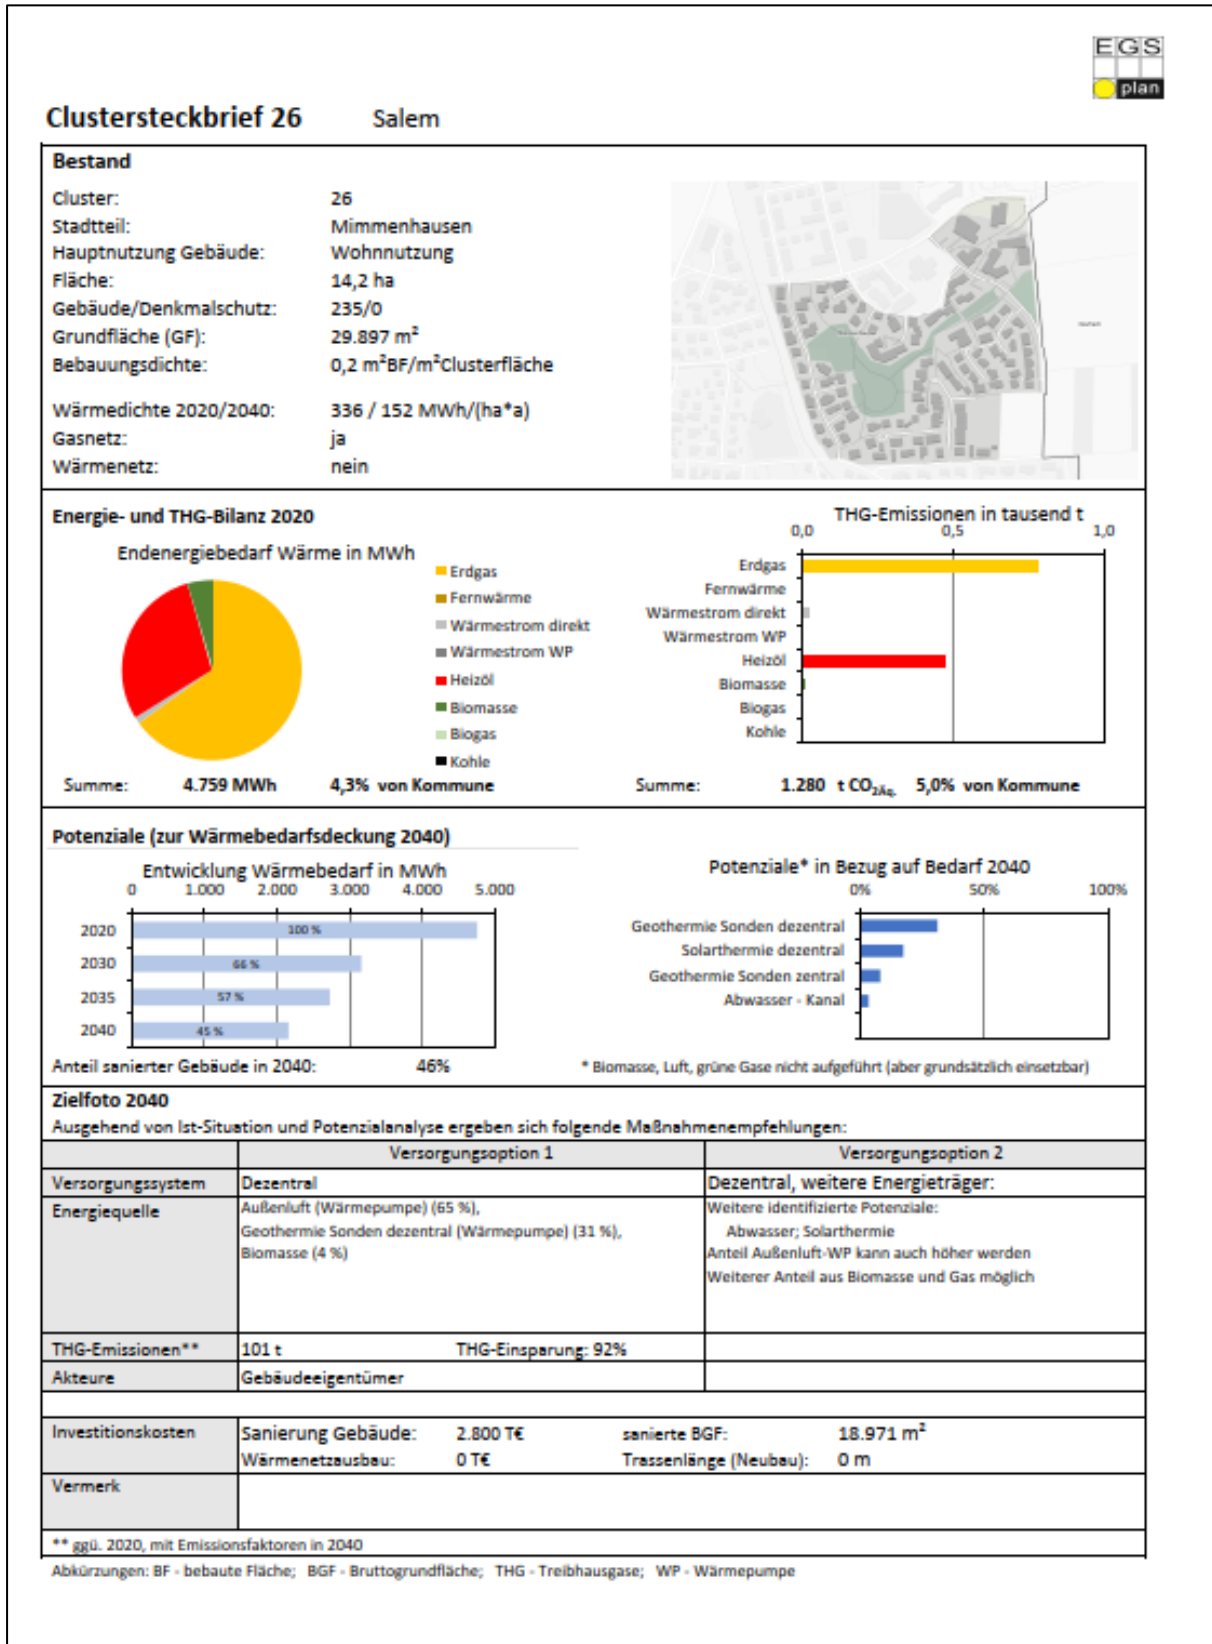 EGS
plan
Clustersteckbrief 26 Salem
Bestand
Cluster: 26
Stadtteil: Mimmenhausen
Hauptnutzung Gebäude: Wohnnutzung
Fläche: 14,2 ha
Gebäude/Denkmalschutz: 235/0
Grundfläche (GF): 29.897 m²
Bebauungsdichte: 0,2 m²BF/m²Clusterfläche
Wärmedichte 2020/2040: 336 / 152 MWh/(ha*a)
Gasnetz: ja
Wärmenetz: nein
Energie- und THG-Bilanz 2020
Endenergiebedarf Wärme in MWh
Erdgas
Fernwärme
Wärmestrom direkt
Wärmestrom WP
Heizöl
Biomasse
Biogas
Kohle
Summe: 4.759 MWh 4,3% von Kommune
THG-Emissionen in tausend t
0,0 0,5 1,0
Erdgas
Fernwärme
Wärmestrom direkt
Wärmestrom WP
Heizöl
Biomasse
Biogas
Kohle
Summe: 1.280 t CO₂Äq. 5,0% von Kommune
Potenziale (zur Wärmebedarfsdeckung 2040)
Entwicklung Wärmebedarf in MWh
0 1.000 2.000 3.000 4.000 5.000
2020 100 %
2030 66 %
2035 57 %
2040 45 %
Anteil sanierter Gebäude in 2040: 46%
Potenziale* in Bezug auf Bedarf 2040
0% 50% 100%
Geothermie Sonden dezentral
Solarthermie dezentral
Geothermie Sonden zentral
Abwasser - Kanal
* Biomasse, Luft, grüne Gase nicht aufgeführt (aber grundsätzlich einsetzbar)
Zielfoto 2040
Ausgehend von Ist-Situation und Potenzialanalyse ergeben sich folgende Maßnahmenempfehlungen:
Versorgungsoption 1 Versorgungsoption 2
Versorgungssystem Dezentral Dezentral, weitere Energieträger:
Energiequelle
Außenluft (Wärmepumpe) (65 %),
Geothermie Sonden dezentral (Wärmepumpe) (31 %),
Biomasse (4 %)
Weitere identifizierte Potenziale:
Abwasser; Solarthermie
Anteil Außenluft-WP kann auch höher werden
Weiterer Anteil aus Biomasse und Gas möglich
THG-Emissionen** 101 t THG-Einsparung: 92%
Akteure Gebäudeeigentümer
Investitionskosten Sanierung Gebäude: 2.800 T€ sanierte BGF: 18.971 m²
Wärmenetzausbau: 0 T€ Trassenlänge (Neubau): 0 m
Vermerk
** ggü. 2020, mit Emissionsfaktoren in 2040
Abkürzungen: BF - bebaute Fläche; BGF - Bruttogrundfläche; THG - Treibhausgase; WP - Wärmepumpe